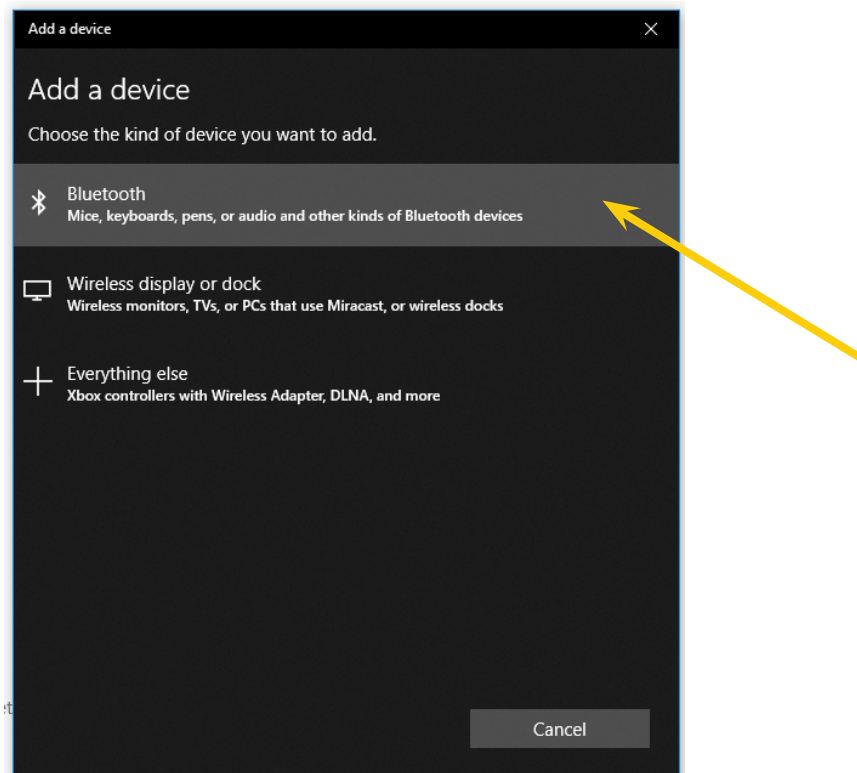 Add a device
Add a device
Choose the kind of device you want to add.
Bluetooth
Mice, keyboards, pens, or audio and other kinds of Bluetooth devices
Wireless display or dock
Wireless monitors, TVs, or PCs that use Miracast, or wireless docks
Everything else
Xbox controllers with Wireless Adapter, DLNA, and more
Cancel